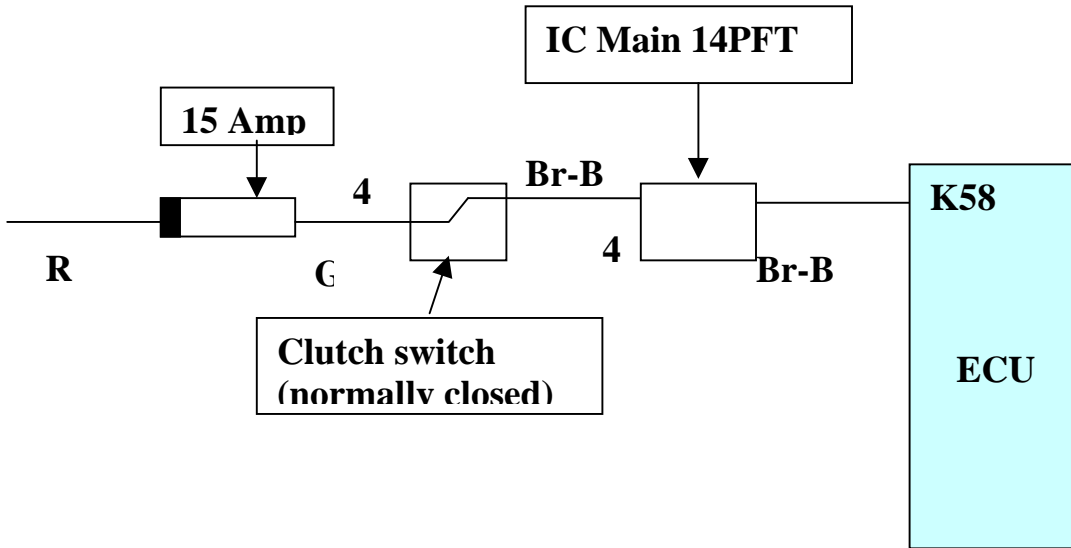 IC Main 14PFT
15 Amp
4
Br-B
K58
R
G
4
Br-B
Clutch switch
(normally closed)
ECU